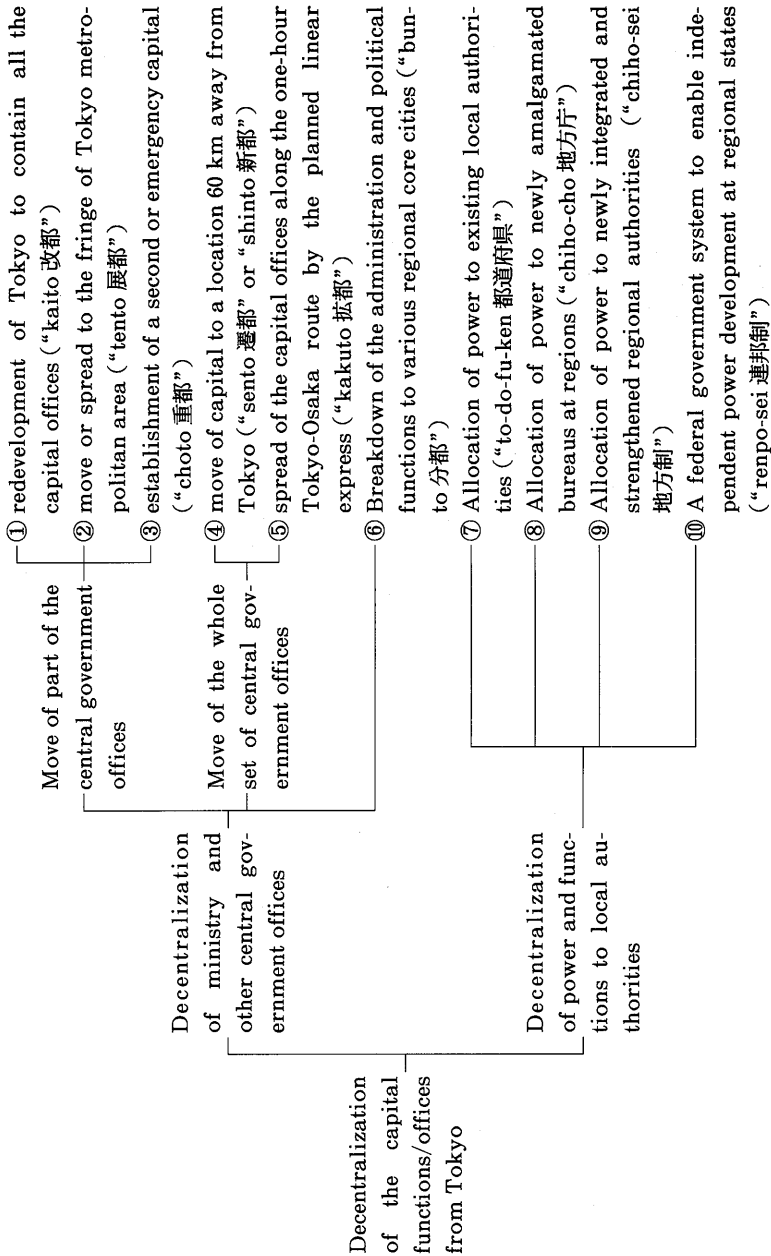 Decentralization
of the capital
functions/offices
from Tokyo
Decentralization
of ministry and
other central gov-
ernment offices
Decentralization
of power and func-
tions to local au-
thorities
Move of part of the
central government
offices
Move of the whole
set of central gov-
ernment offices
① redevelopment of Tokyo to contain all the
capital offices (“kaito 改都”)
② move or spread to the fringe of Tokyo metro-
politan area (“tento 展都”)
③ establishment of a second or emergency capital
(“choto 重都”)
④ move of capital to a location 60 km away from
Tokyo (“sento 遷都” or “shinto 新都”)
⑤ spread of the capital offices along the one-hour
Tokyo-Osaka route by the planned linear
express (“kakuto 拡都”)
⑥ Breakdown of the administration and political
functions to various regional core cities (“bun-
to 分都”)
⑦ Allocation of power to existing local authori-
ties (“to-do-fu-ken 都道府県”)
⑧ Allocation of power to newly amalgamated
bureaus at regions (“chiho-cho 地方庁”)
⑨ Allocation of power to newly integrated and
strengthened regional authorities (“chiho-sei
地方制”)
⑩ A federal government system to enable inde-
pendent power development at regional states
(“renpo-sei 連邦制”)